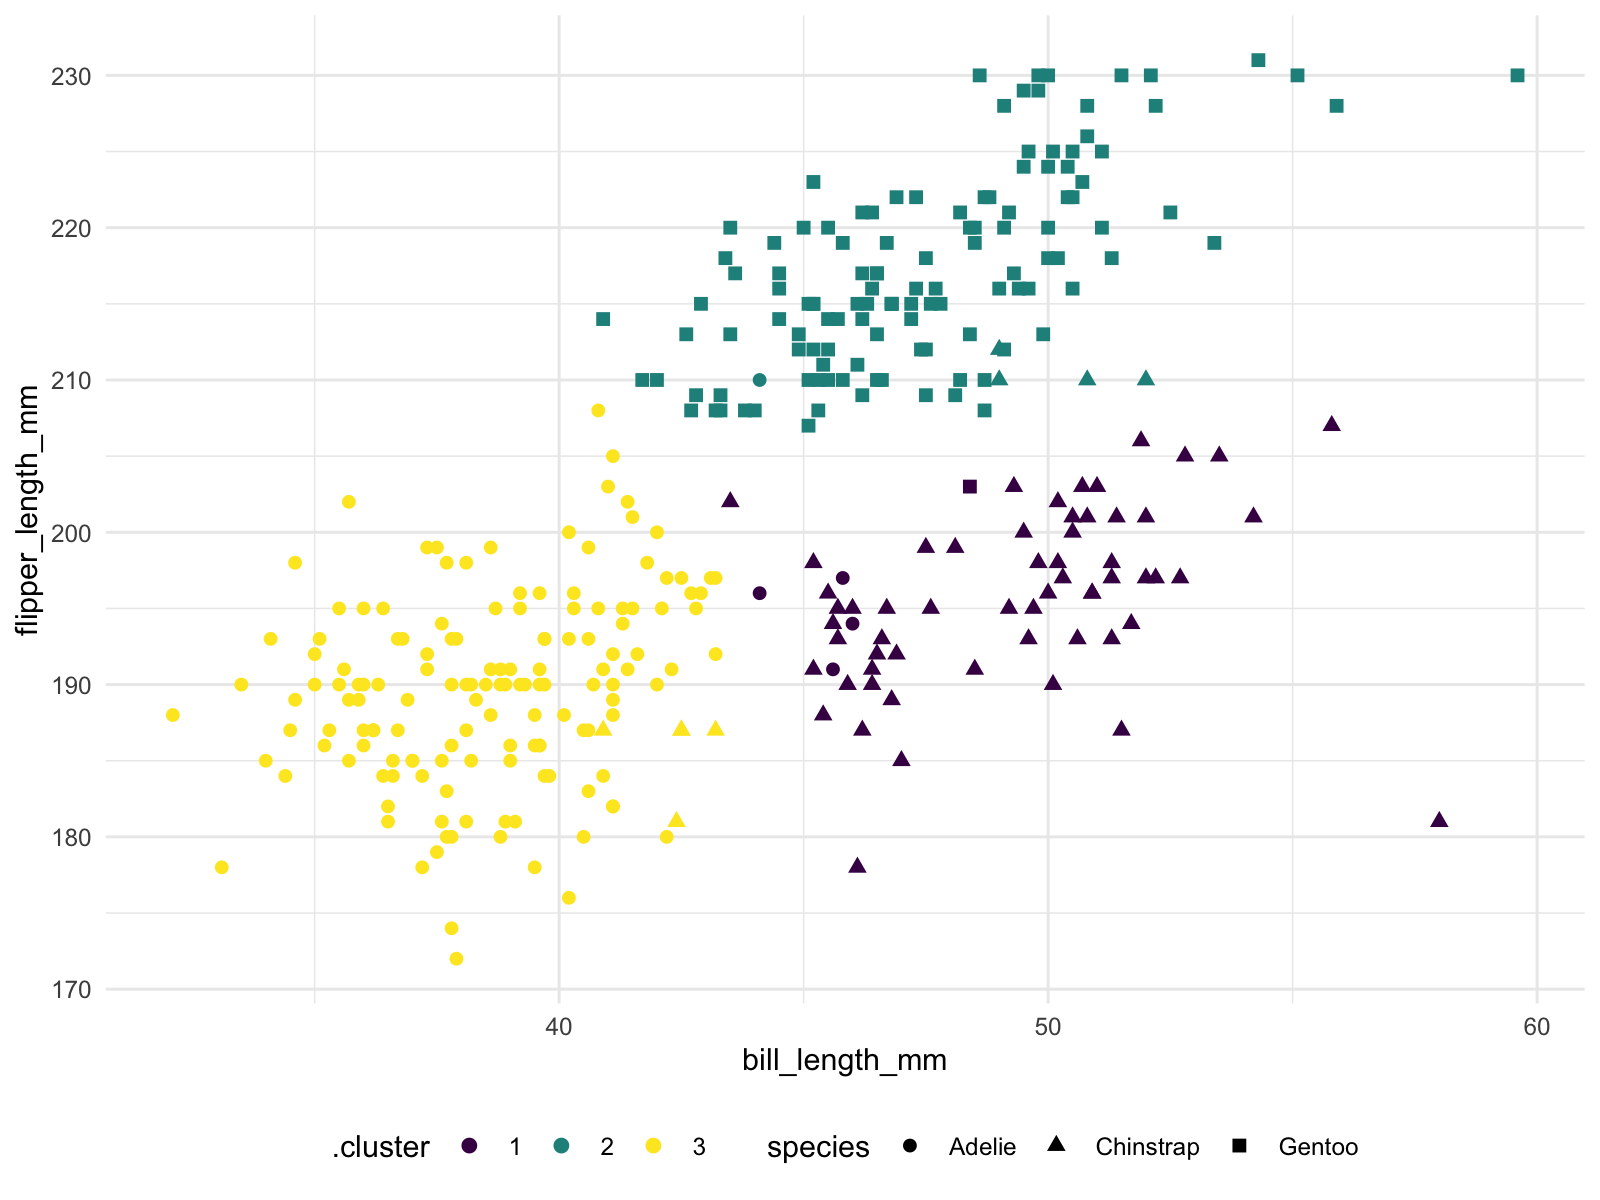 230
220
210
200
190
180
170
flipper_length_mm
40 50 60
bill_length_mm
.cluster 1 2 3 species Adelie Chinstrap Gentoo